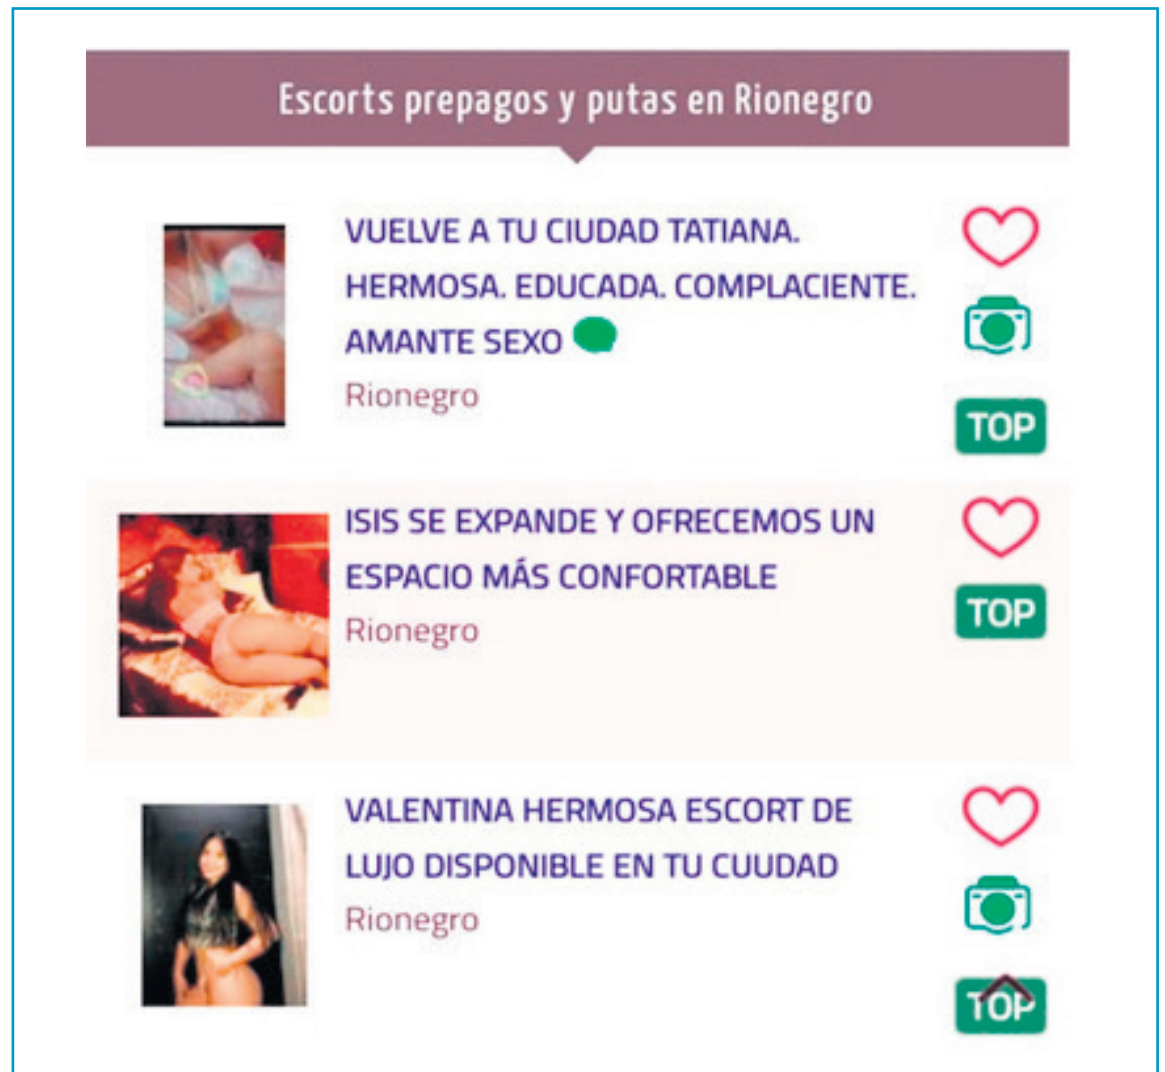 Escorts prepagos y putas en Rionegro
VUELVE A TU CIUDAD TATIANA.
HERMOSA. EDUCADA. COMPLACIENTE.
AMANTE SEXO
Rionegro
TOP
ISIS SE EXPANDE Y OFRECEMOS UN
ESPACIO MÁS CONFORTABLE
Rionegro
TOP
VALENTINA HERMOSA ESCORT DE
LUJO DISPONIBLE EN TU CUUDAD
Rionegro
TOP